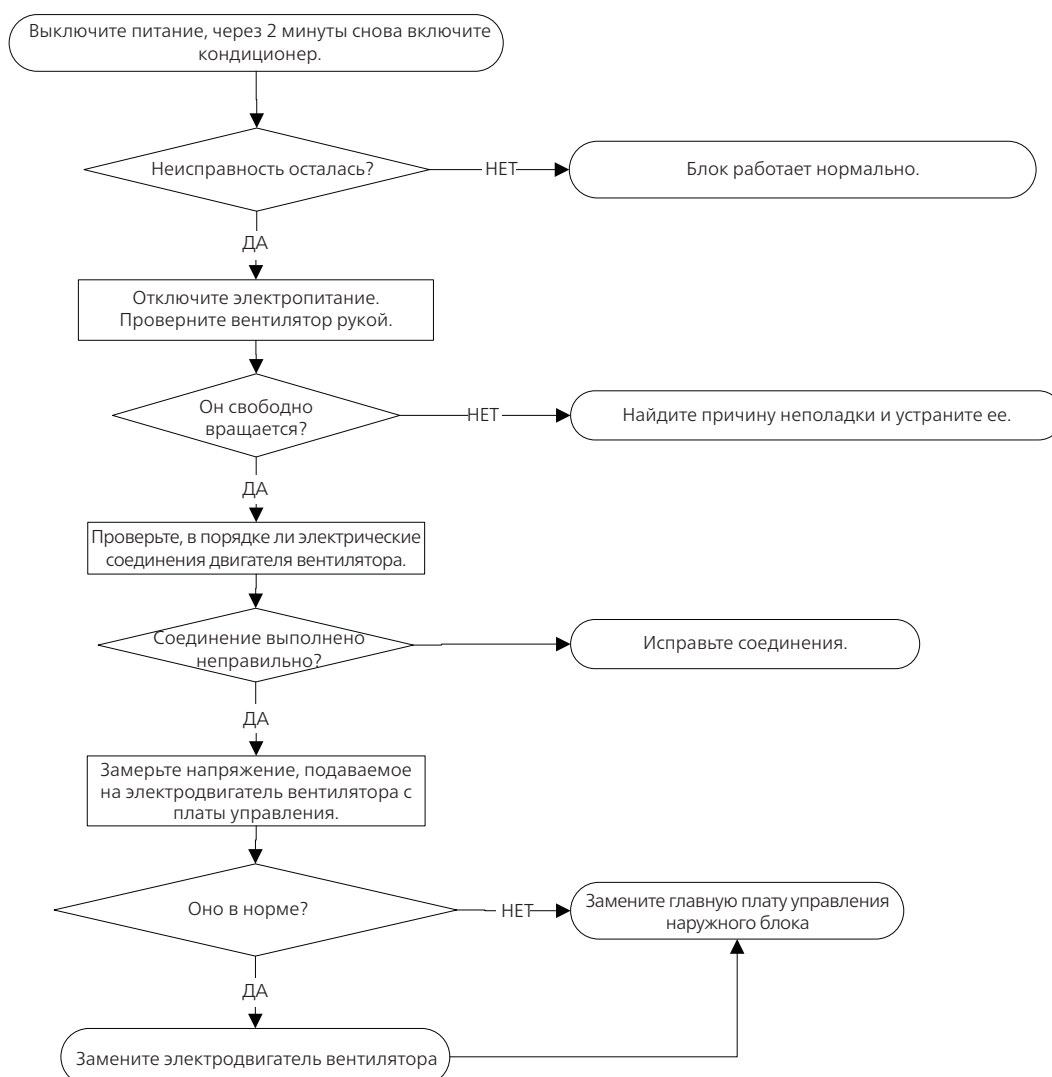 Выключите питание, через 2 минуты снова включите
кондиционер.
Неисправность осталась?
НЕТ
Блок работает нормально.
ДА
Отключите электропитание.
Проверните вентилятор рукой.
Он свободно
вращается?
НЕТ
Найдите причину неполадки и устраните ее.
ДА
Проверьте, в порядке ли электрические
соединения двигателя вентилятора.
Соединение выполнено
неправильно?
Исправьте соединения.
ДА
Замерьте напряжение, подаваемое
на электродвигатель вентилятора с
платы управления.
Оно в норме?
НЕТ
Замените главную плату управления
наружного блока
ДА
Замените электродвигатель вентилятора